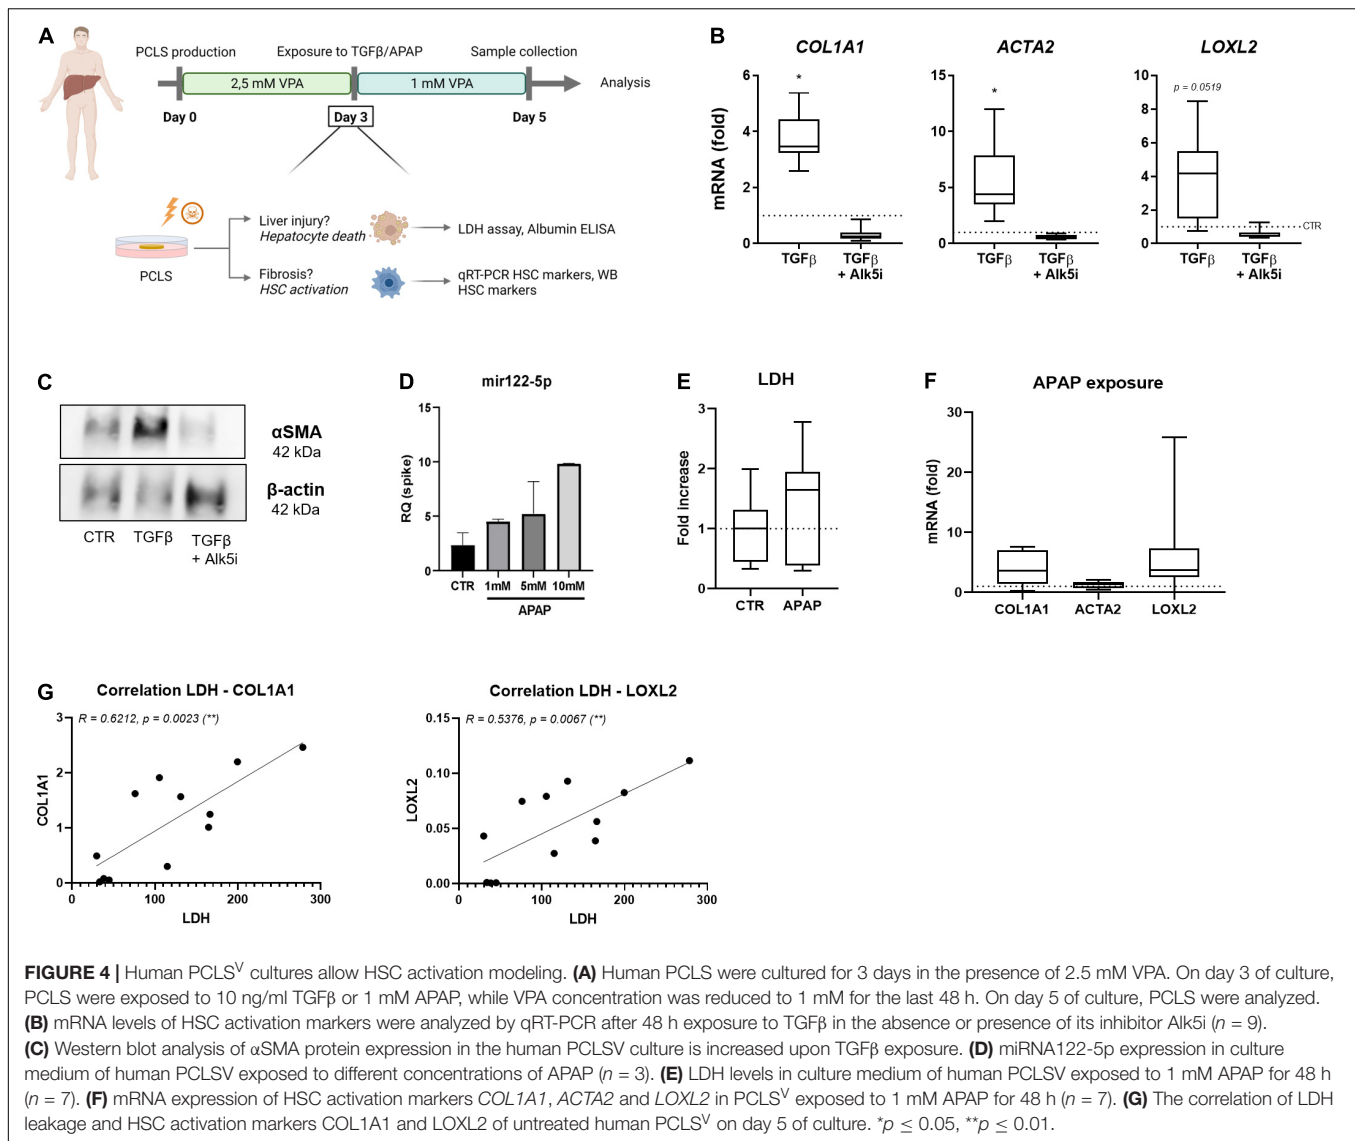 A
PCLS production
Exposure to TGFβ/APAP
Sample collection
2,5 mM VPA
1 mM VPA
Analysis
Day 0
Day 3
Day 5
Liver injury?
Hepatocyte death
LDH assay, Albumin ELISA
PCLS
Fibrosis?
HSC activation
qRT-PCR HSC markers, WB
HSC markers
B
COL1A1
ACTA2
LOXL2
mRNA (fold)
6
4
2
0
*
TGFβ
TGFβ
+ Alk5i
15
10
5
0
*
TGFβ
TGFβ
+ Alk5i
10
8
6
4
2
0
p = 0.0519
CTR
TGFβ
TGFβ
+ Alk5i
C
αSMA
42 kDa
β-actin
42 kDa
CTR
TGFβ
TGFβ
+ Alk5i
D
mir122-5p
RQ (spike)
15
10
5
0
CTR
1mM
5mM
10mM
APAP
E
LDH
Fold increase
3
2
1
0
CTR
APAP
F
APAP exposure
mRNA (fold)
30
20
10
0
COL1A1
ACTA2
LOXL2
G
Correlation LDH - COL1A1
R = 0.6212, p = 0.0023 (**)
COL1A1
3
2
1
0
0
100
200
300
LDH
Correlation LDH - LOXL2
R = 0.5376, p = 0.0067 (**)
LOXL2
0.15
0.10
0.05
0.00
0
100
200
300
LDH
FIGURE 4 | Human PCLSV cultures allow HSC activation modeling. (A) Human PCLS were cultured for 3 days in the presence of 2.5 mM VPA. On day 3 of culture,
PCLS were exposed to 10 ng/ml TGFβ or 1 mM APAP, while VPA concentration was reduced to 1 mM for the last 48 h. On day 5 of culture, PCLS were analyzed.
(B) mRNA levels of HSC activation markers were analyzed by qRT-PCR after 48 h exposure to TGFβ in the absence or presence of its inhibitor Alk5i (n = 9).
(C) Western blot analysis of αSMA protein expression in the human PCLSV culture is increased upon TGFβ exposure. (D) miRNA122-5p expression in culture
medium of human PCLSV exposed to different concentrations of APAP (n = 3). (E) LDH levels in culture medium of human PCLSV exposed to 1 mM APAP for 48 h
(n = 7). (F) mRNA expression of HSC activation markers COL1A1, ACTA2 and LOXL2 in PCLSV exposed to 1 mM APAP for 48 h (n = 7). (G) The correlation of LDH
leakage and HSC activation markers COL1A1 and LOXL2 of untreated human PCLSV on day 5 of culture. *p ≤ 0.05, **p ≤ 0.01.